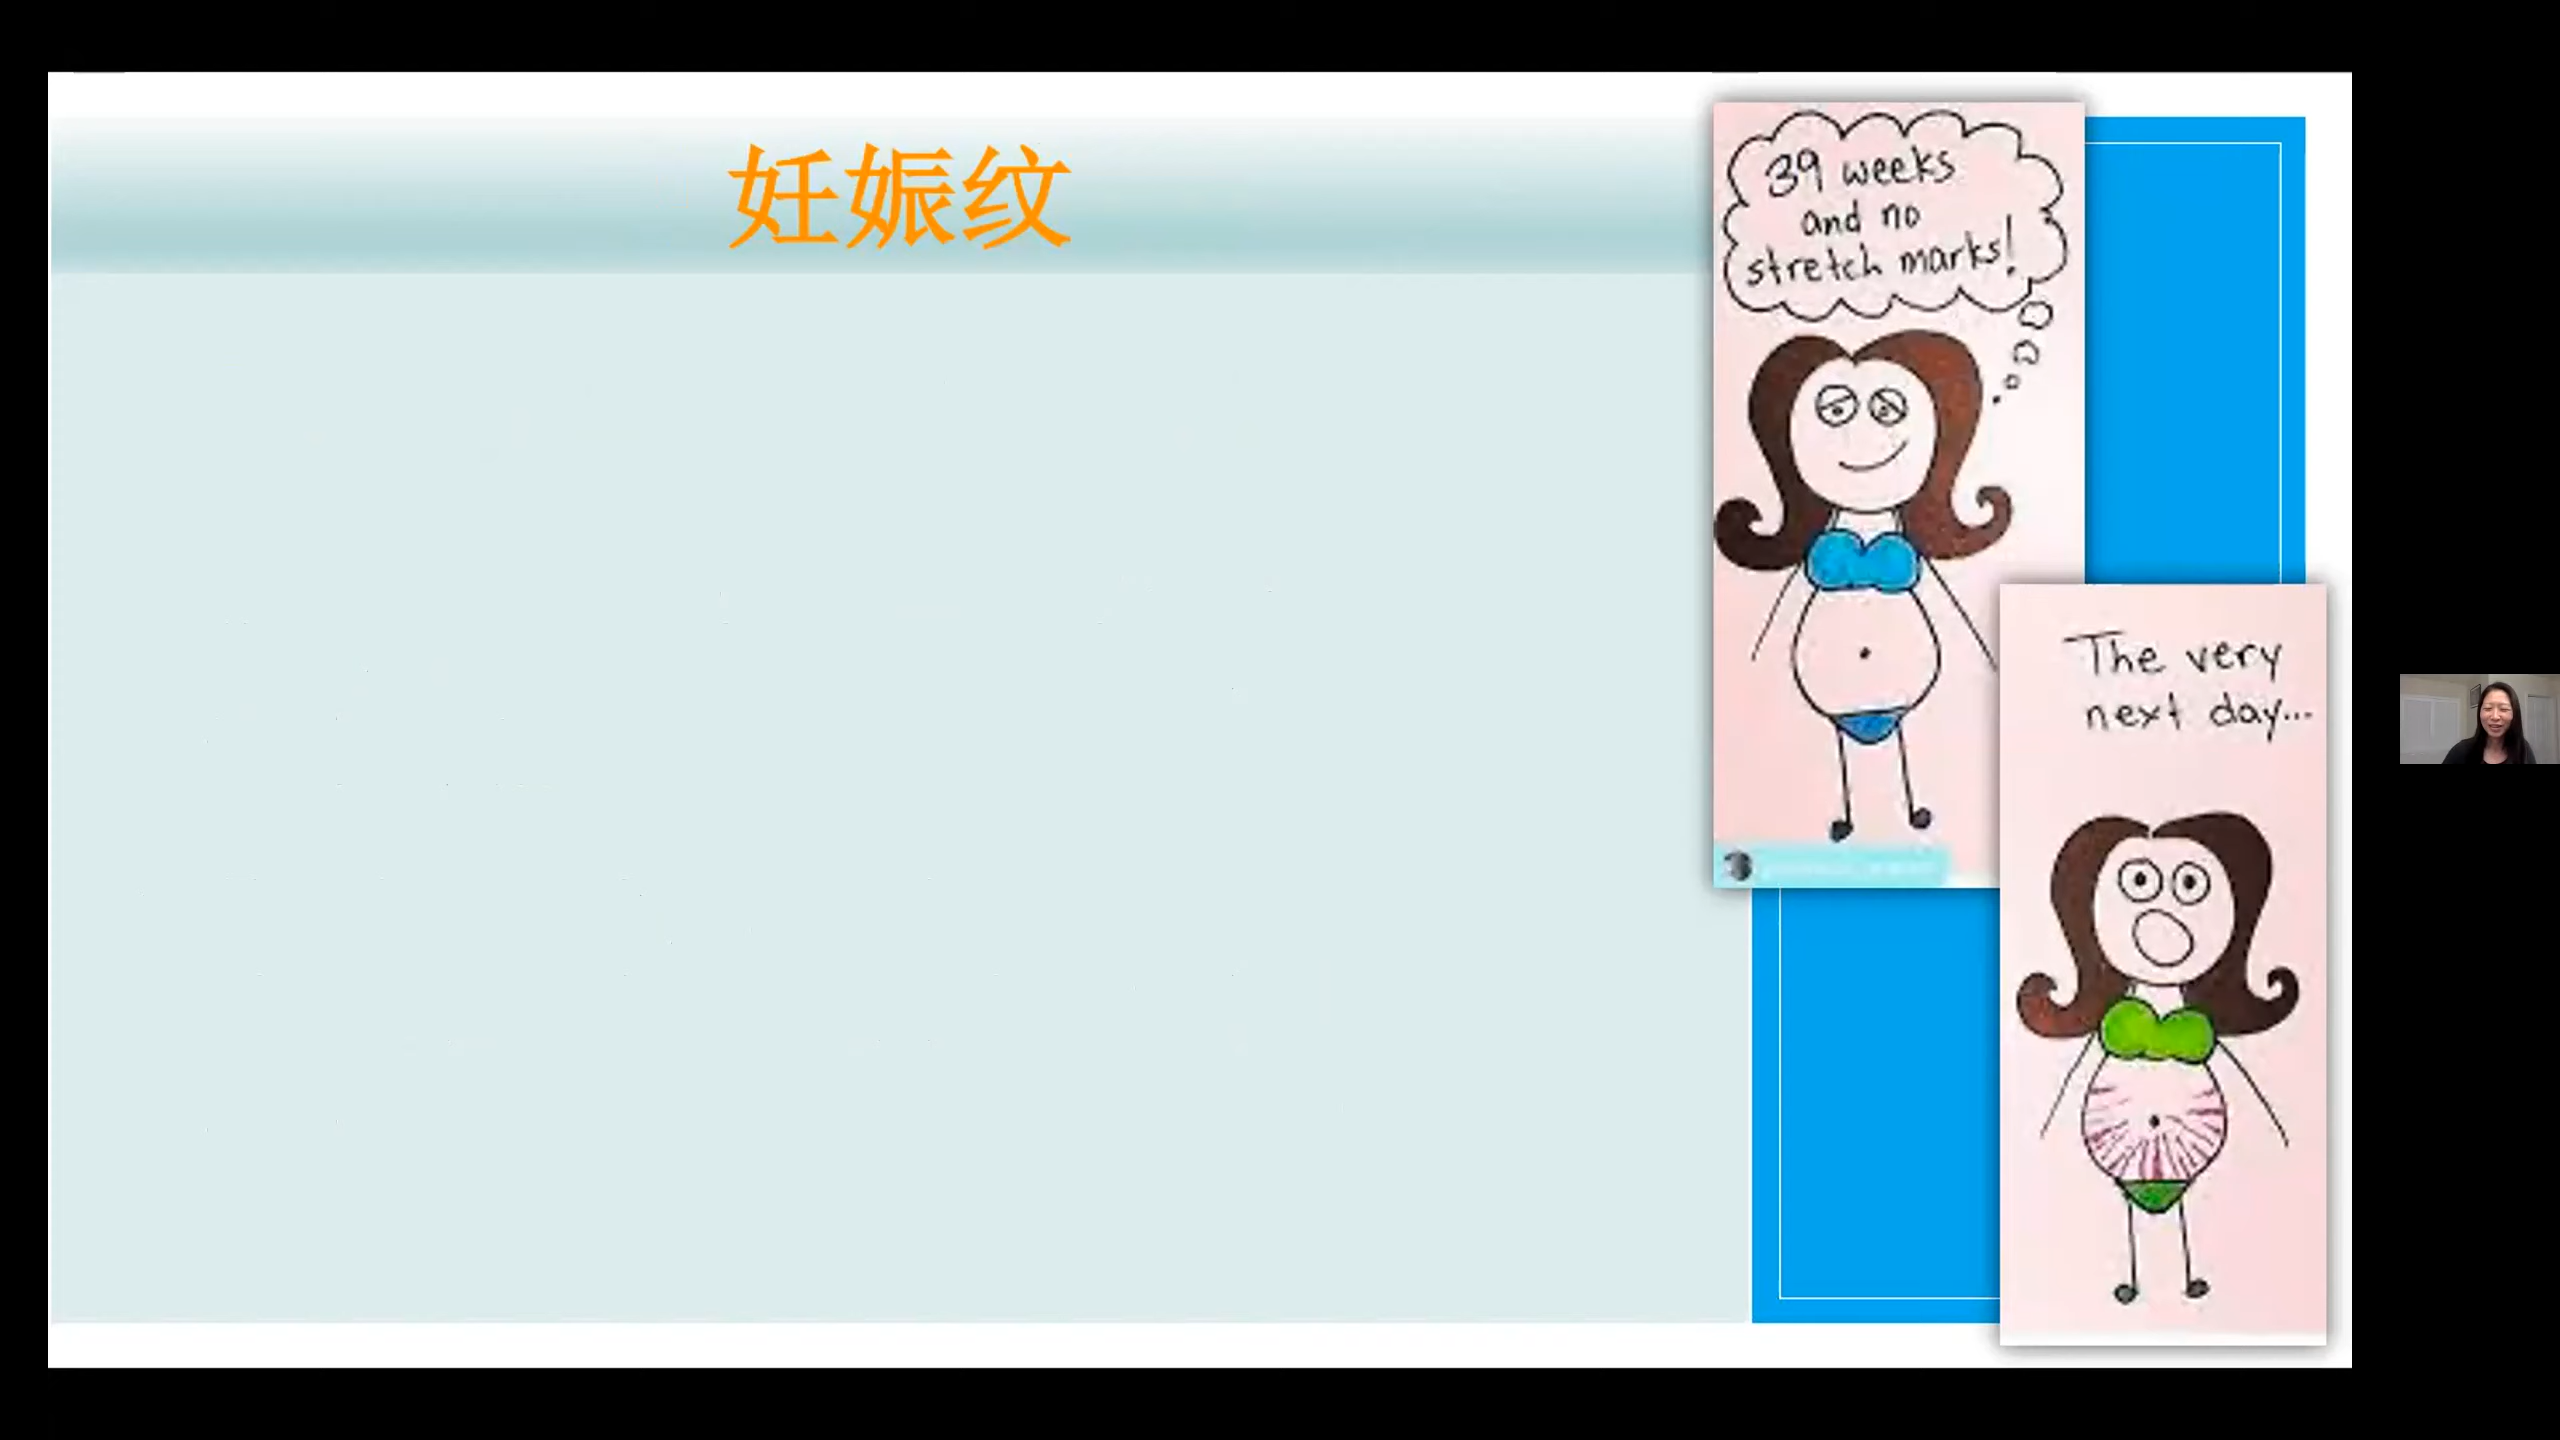 妊娠纹
39 weeks
and no
stretch marks!
The very
next day...